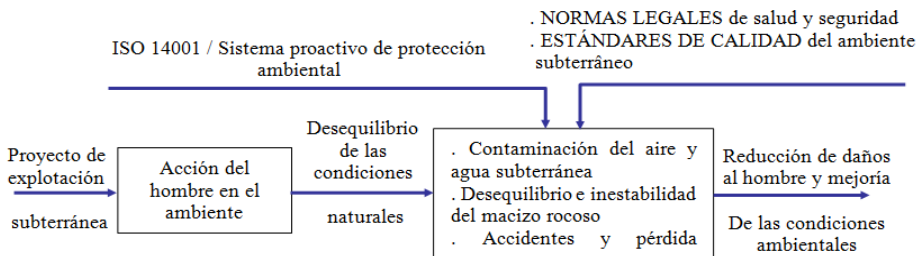 . NORMAS LEGALES de salud y seguridad
. ESTÁNDARES DE CALIDAD del ambiente
subterrâneo
ISO 14001 / Sistema proactivo de protección
ambiental
Proyecto de
explotación
subterránea
Acción del
hombre en el
ambiente
Desequilibrio
de las
condiciones
naturales
. Contaminación del aire y
agua subterránea
. Desequilibrio e inestabilidad
del macizo rocoso
. Accidentes y pérdida
Reducción de daños
al hombre y mejoría
De las condiciones
ambientales